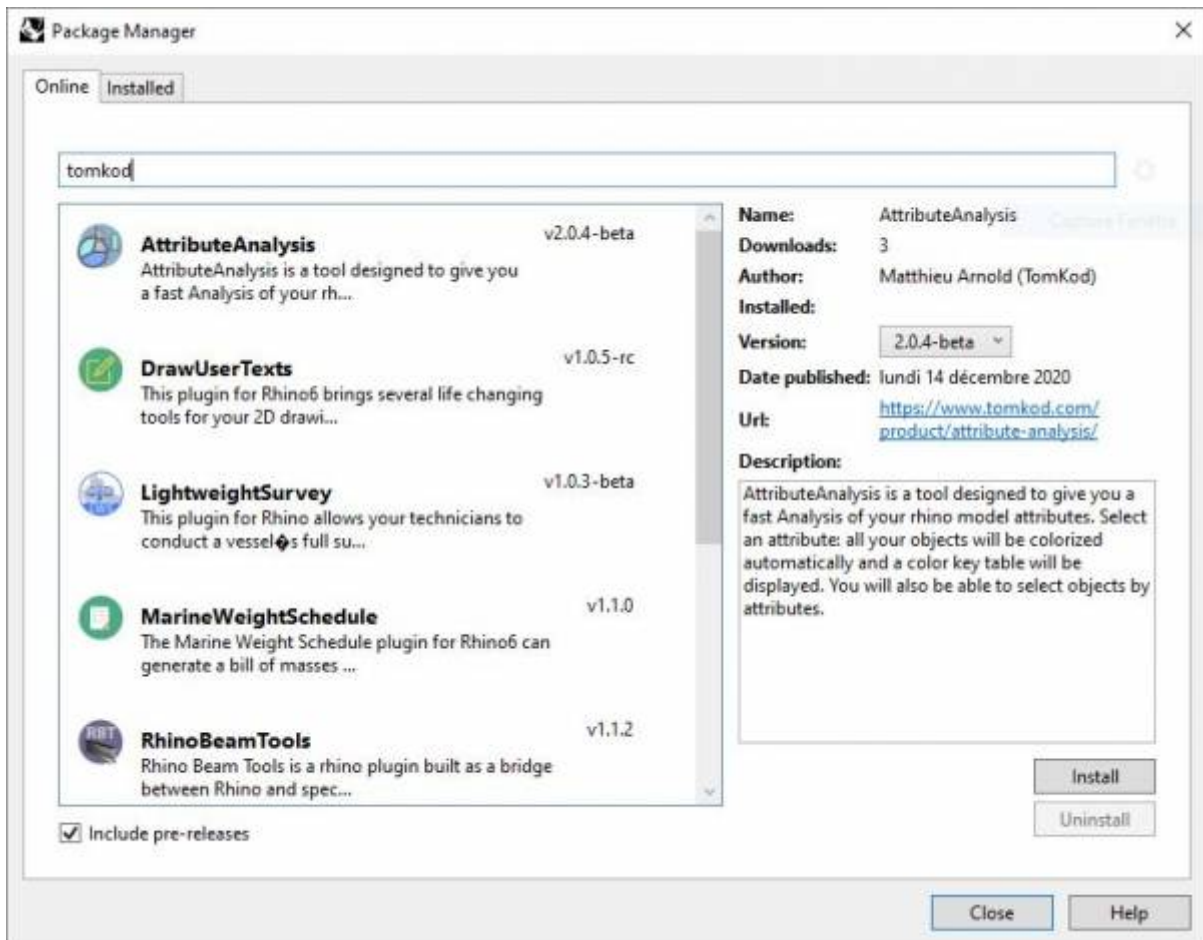 Package Manager
Online Installed
tomkod
AttributeAnalysis v2.0.4-beta
AttributeAnalysis is a tool designed to give you
a fast Analysis of your rh...
DrawUserTexts v1.0.5-rc
This plugin for Rhino6 brings several life changing
tools for your 2D drawi...
LightweightSurvey v1.0.3-beta
This plugin for Rhino allows your technicians to
conduct a vessel�s full su...
MarineWeightSchedule v1.1.0
The Marine Weight Schedule plugin for Rhino6 can
generate a bill of masses ...
RBT
RhinoBeamTools v1.1.2
Rhino Beam Tools is a rhino plugin built as a bridge
between Rhino and spec...
Include pre-releases
Name: AttributeAnalysis
Downloads: 3
Author: Matthieu Arnold (TomKod)
Installed:
Version: 2.0.4-beta
Date published: lundi 14 décembre 2020
Url: https://www.tomkod.com/
product/attribute-analysis/
Description:
AttributeAnalysis is a tool designed to give you a
fast Analysis of your rhino model attributes. Select
an attribute: all your objects will be colorized
automatically and a color key table will be
displayed. You will also be able to select objects by
attributes.
Install
Uninstall
Close Help